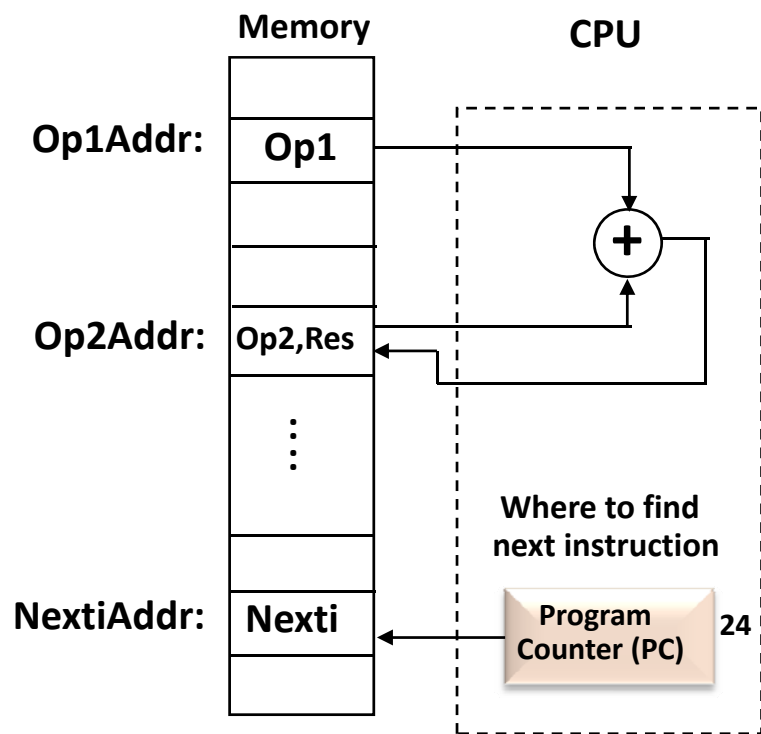 Memory
CPU
Op1Addr:
Op1
+
Op2Addr:
Op2,Res
Where to find
next instruction
NextiAddr:
Nexti
Program
Counter (PC)
24